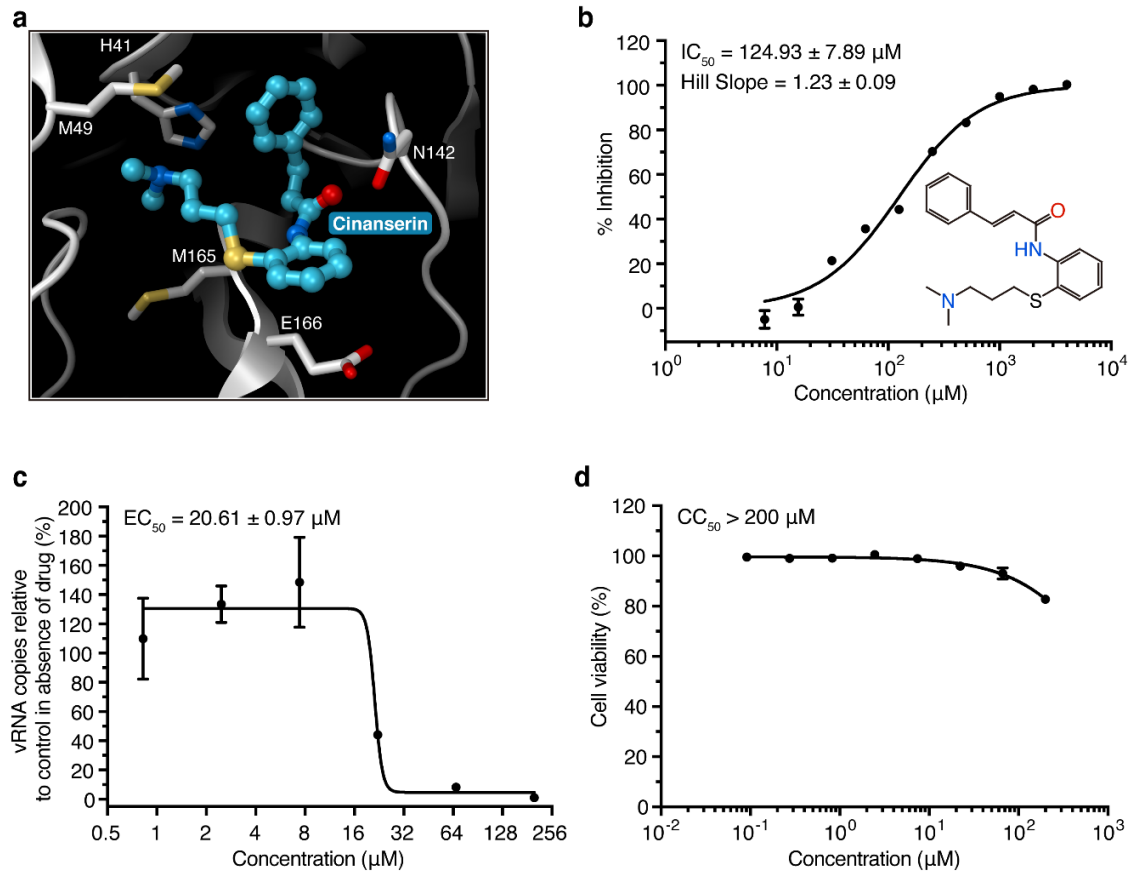 a
H41
M49
N142
Cinanserin
M165
E166
b
IC50 = 124.93 ± 7.89 µM
Hill Slope = 1.23 ± 0.09
120
100
80
60
40
20
0
% Inhibition
O
HN
N
S
10^0
10^1
10^2
10^3
10^4
Concentration (µM)
c
EC50 = 20.61 ± 0.97 µM
200
180
160
140
120
100
80
60
40
20
0
vRNA copies relative
to control in absence of drug (%)
0.5 1 2 4 8 16 32 64 128 256
Concentration (µM)
d
CC50 > 200 µM
120
100
80
60
40
20
0
Cell viability (%)
10^-2
10^-1
10^0
10^1
10^2
10^3
Concentration (µM)